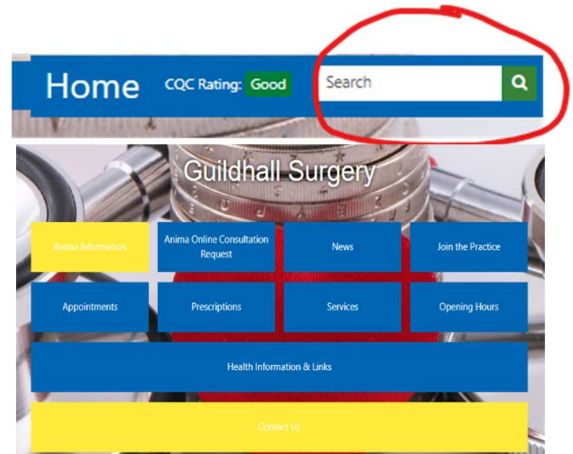 Home CQC Rating: Good Search
Guildhall Surgery
Anima Information
Anima Online Consultation
Request
News
Join the Practice
Appointments
Prescriptions
Services
Opening Hours
Health Information & Links
Contact Us